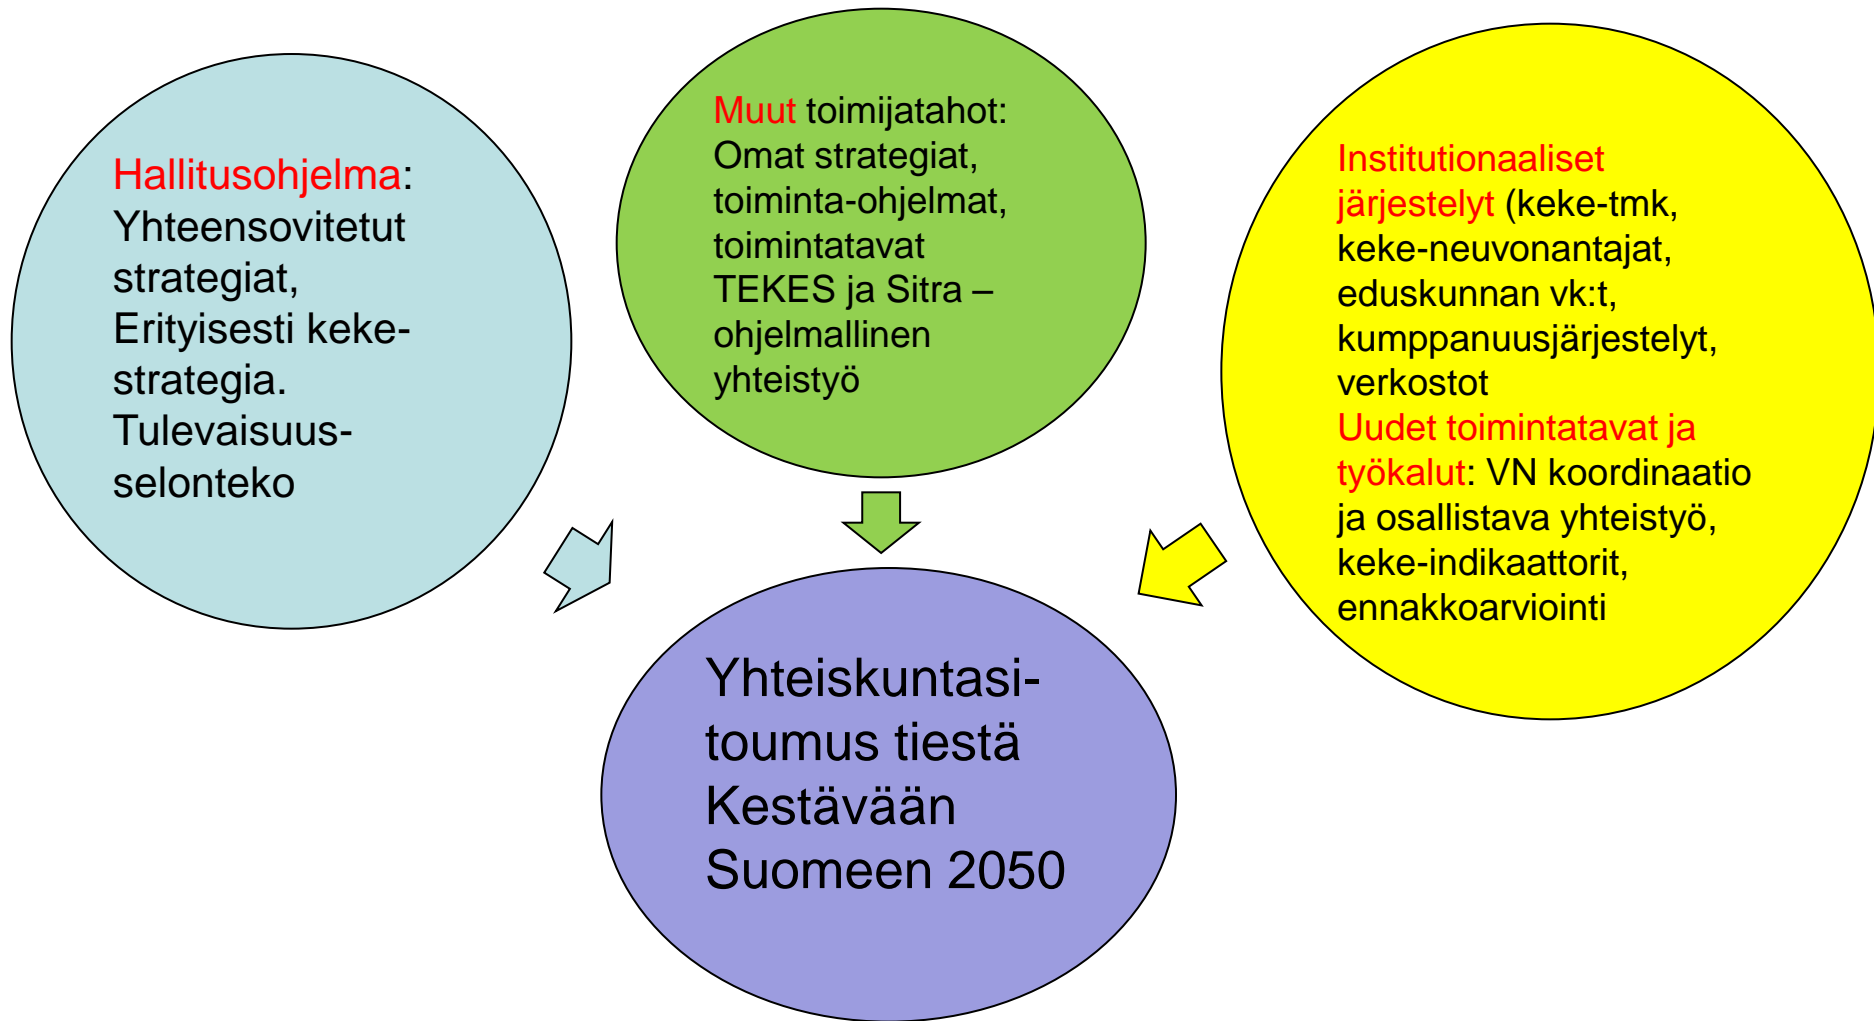 Hallitusohjelma:
Yhteensovitetut
strategiat,
Erityisesti keke-
strategia.
Tulevaisuus-
selonteko
Muut toimijatahot:
Omat strategiat,
toiminta-ohjelmat,
toimintatavat
TEKES ja Sitra –
ohjelmallinen
yhteistyö
Institutionaaliset
järjestelyt (keke-tmk,
keke-neuvonantajat,
eduskunnan vk:t,
kumppanuusjärjestelyt,
verkostot
Uudet toimintatavat ja
työkalut: VN koordinaatio
ja osallistava yhteistyö,
keke-indikaattorit,
ennakkoarviointi
Yhteiskuntasi-
toumus tiestä
Kestävään
Suomeen 2050